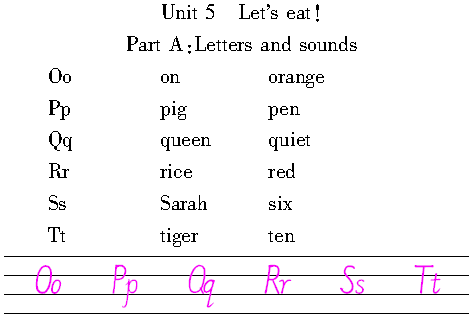 Unit 5 Let's eat!
Part A:Letters and sounds
Oo on orange
Pp pig pen
Qq queen quiet
Rr rice red
Ss Sarah six
Tt tiger ten
Oo Pp Qq Rr Ss Tt